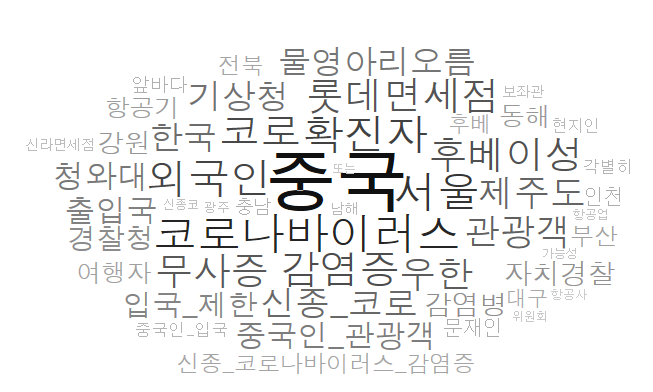 전북 물영아리오름
앞바다 기상청 롯데면세점 보좌관
항공기 후베 동해 현지인
신라면세점 강원 한국 코로 확진자
청와대 외국인 또는 후베이성 각별히
중국 서울 제주도 인천
출입국 신종코 광주 충남 남해 항공업
경찰청 코로나바이러스 관광객 부산
가능성
여행자 무사증 감염증 우한 자치경찰
입국_제한 신종_코로 감염병 대구 항공사
위원회
중국인_입국 중국인_관광객 문재인
신종_코로나바이러스_감염증